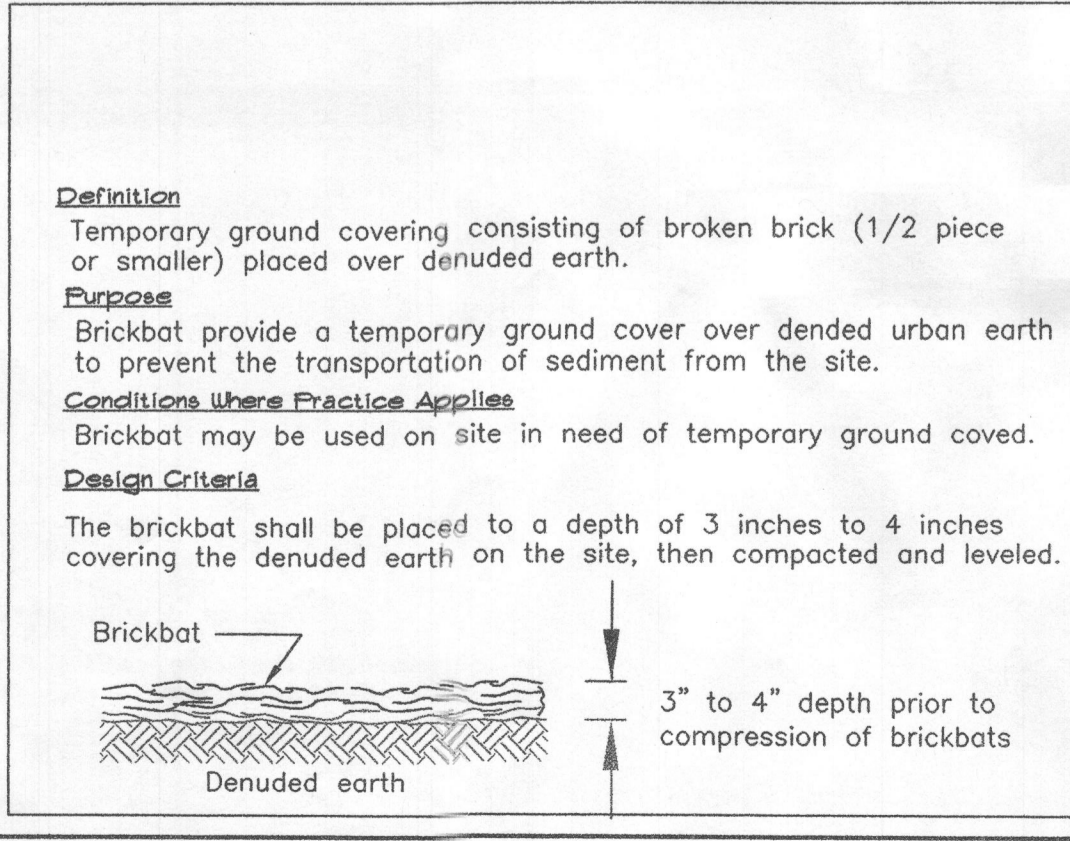 Definition
Temporary ground covering consisting of broken brick (1/2 piece
or smaller) placed over denuded earth.
Purpose
Brickbat provide a temporary ground cover over dended urban earth
to prevent the transportation of sediment from the site.
Conditions Where Practice Applies
Brickbat may be used on site in need of temporary ground coved.
Design Criteria
The brickbat shall be placed to a depth of 3 inches to 4 inches
covering the denuded earth on the site, then compacted and leveled.
Brickbat
3" to 4" depth prior to
compression of brickbats
Denuded earth